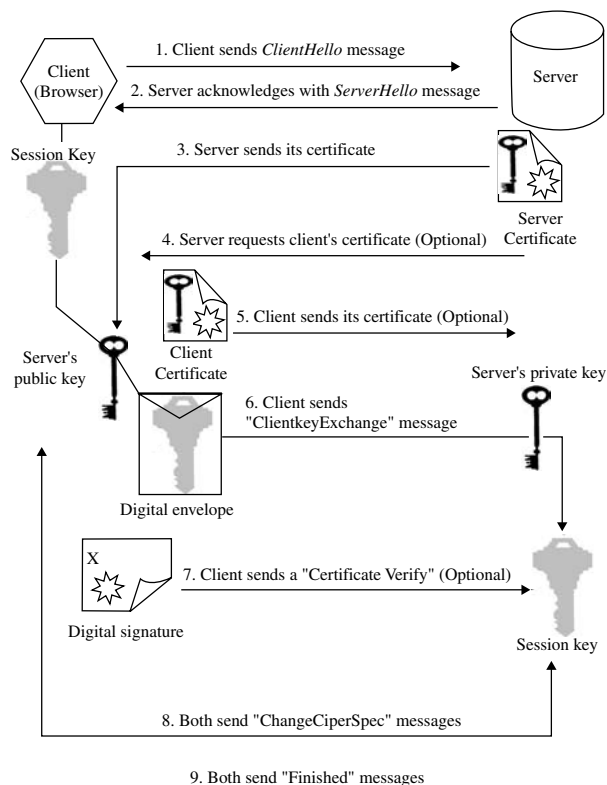 1. Client sends ClientHello message
Client
(Browser)
Server
2. Server acknowledges with ServerHello message
Session Key
3. Server sends its certificate
Server
Certificate
4. Server requests client's certificate (Optional)
5. Client sends its certificate (Optional)
Client
Certificate
Server's
public key
Server's private key
6. Client sends
"ClientkeyExchange" message
Digital envelope
X
7. Client sends a "Certificate Verify" (Optional)
Digital signature
Session key
8. Both send "ChangeCiperSpec" messages
9. Both send "Finished" messages